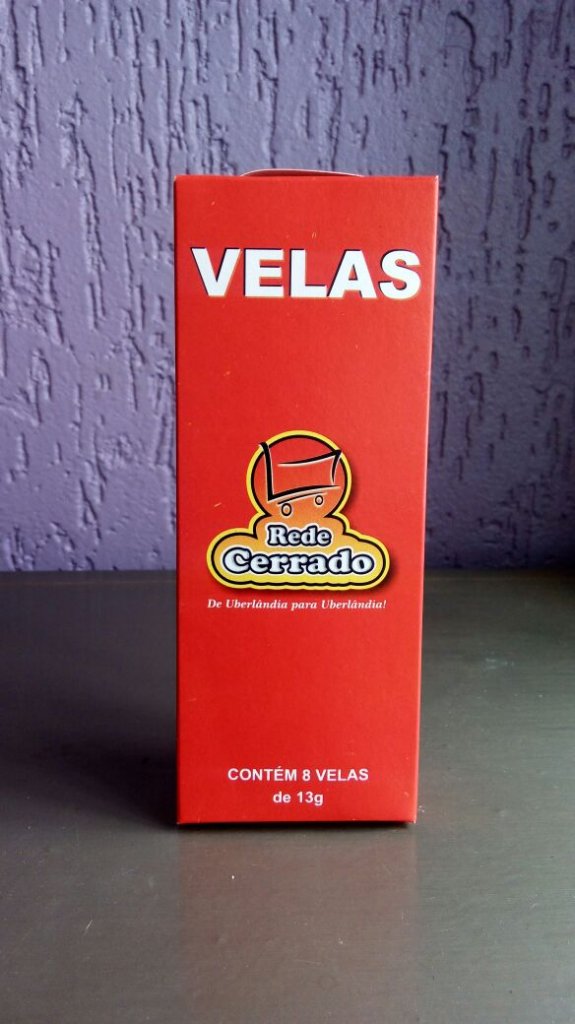 VELAS
Rede
Cerrado
De Uberlândia para Uberlândia!
CONTÉM 8 VELAS
de 13g